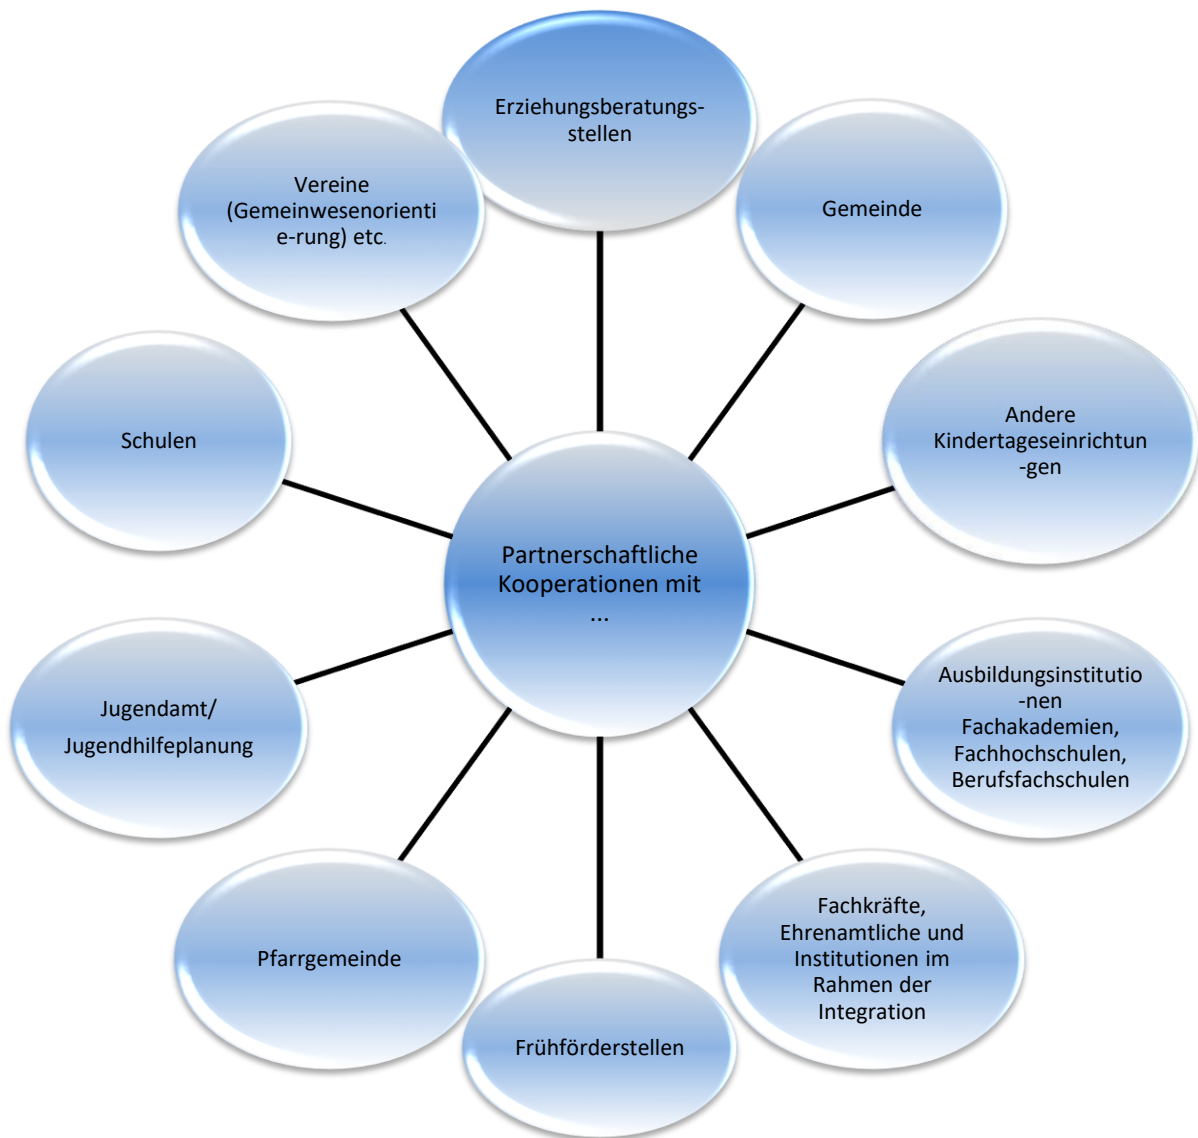 Erziehungsberatungs-
stellen
Gemeinde
Vereine
(Gemeinwesenorienti
e-rung) etc.
Andere
Kindertageseinrichtun
-gen
Schulen
Partnerschaftliche
Kooperationen mit
...
Ausbildungsinstitutio
-nen
Fachakademien,
Fachhochschulen,
Berufsfachschulen
Jugendamt/
Jugendhilfeplanung
Fachkräfte,
Ehrenamtliche und
Institutionen im
Rahmen der
Integration
Pfarrgemeinde
Frühförderstellen